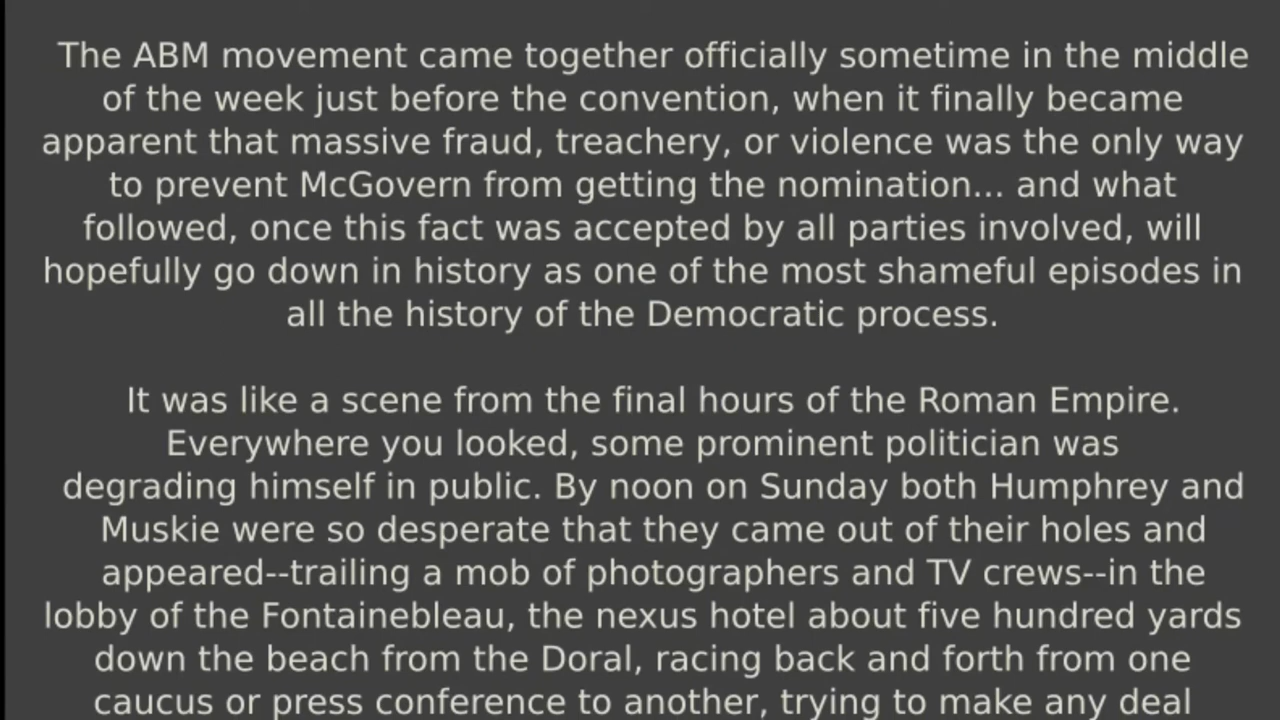 The ABM movement came together officially sometime in the middle
of the week just before the convention, when it finally became
apparent that massive fraud, treachery, or violence was the only way
to prevent McGovern from getting the nomination... and what
followed, once this fact was accepted by all parties involved, will
hopefully go down in history as one of the most shameful episodes in
all the history of the Democratic process.
It was like a scene from the final hours of the Roman Empire.
Everywhere you looked, some prominent politician was
degrading himself in public. By noon on Sunday both Humphrey and
Muskie were so desperate that they came out of their holes and
appeared--trailing a mob of photographers and TV crews--in the
lobby of the Fontainebleau, the nexus hotel about five hundred yards
down the beach from the Doral, racing back and forth from one
caucus or press conference to another, trying to make any deal